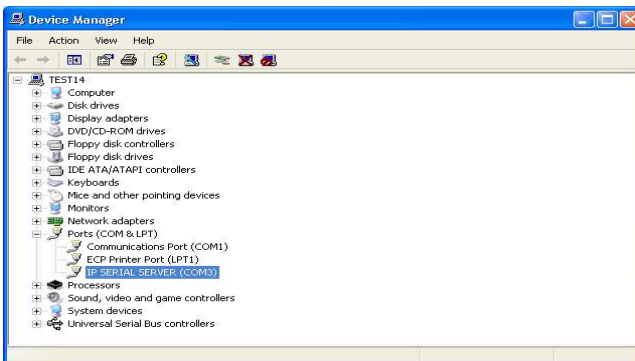 Device Manager
File Action View Help
TEST14
Computer
Disk drives
Display adapters
DVD/CD-ROM drives
Floppy disk controllers
Floppy disk drives
IDE ATA/ATAPI controllers
Keyboards
Mice and other pointing devices
Monitors
Network adapters
Ports (COM & LPT)
Communications Port (COM1)
ECP Printer Port (LPT1)
IP SERIAL SERVER (COM3)
Processors
Sound, video and game controllers
System devices
Universal Serial Bus controllers